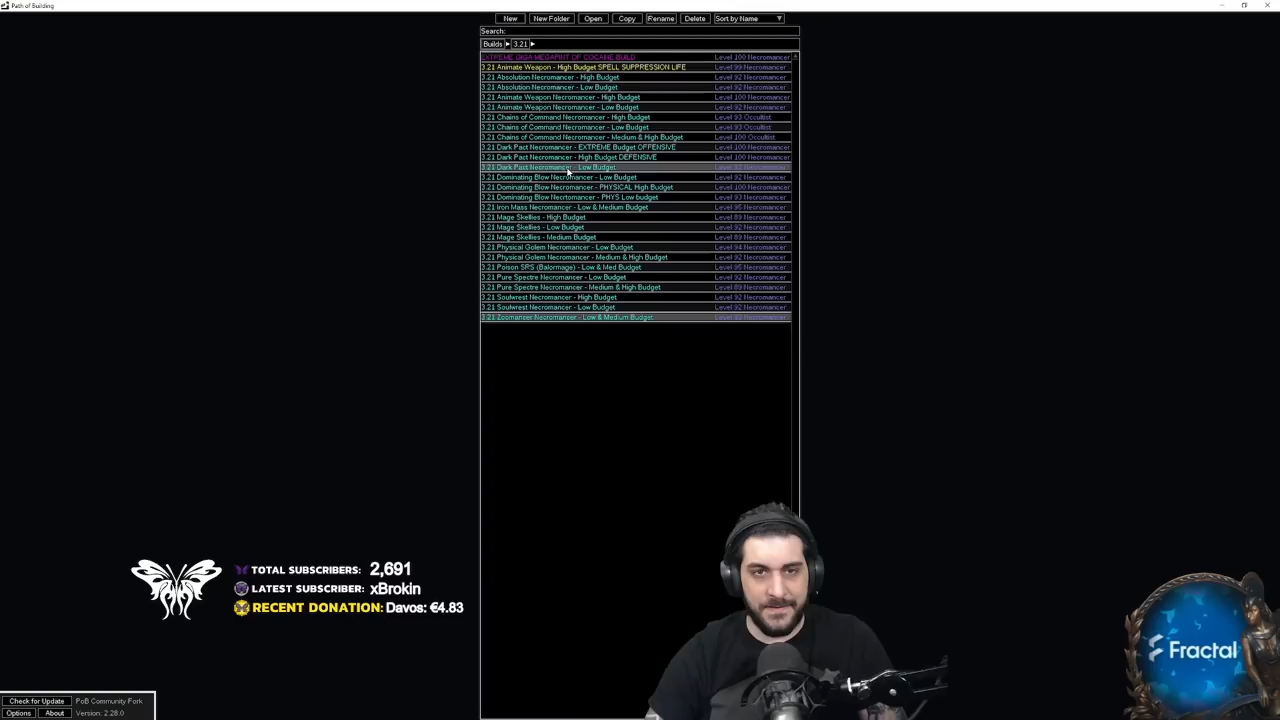 Path of Building
New New Folder Open Copy Rename Delete Sort by Name
Search:
Builds 3.21
EXTREME GIGA MEGAPINT OF COCAINE BUILD Level 100 Necromancer
3.21 Animate Weapon - High Budget SPELL SUPPRESSION LIFE Level 99 Necromancer
3.21 Absolution Necromancer - High Budget Level 92 Necromancer
3.21 Absolution Necromancer - Low Budget Level 92 Necromancer
3.21 Animate Weapon Necromancer - High Budget Level 100 Necromancer
3.21 Animate Weapon Necromancer - Low Budget Level 92 Necromancer
3.21 Chains of Command Necromancer - High Budget Level 93 Occultist
3.21 Chains of Command Necromancer - Low Budget Level 93 Occultist
3.21 Chains of Command Necromancer - Medium & High Budget Level 100 Occultist
3.21 Dark Pact Necromancer - EXTREME Budget OFFENSIVE Level 100 Necromancer
3.21 Dark Pact Necromancer - High Budget DEFENSIVE Level 100 Necromancer
3.21 Dark Pact Necromancer - Low Budget Level 92 Necromancer
3.21 Dominating Blow Necromancer - Low Budget Level 92 Necromancer
3.21 Dominating Blow Necromancer - PHYSICAL High Budget Level 100 Necromancer
3.21 Dominating Blow Necrtomancer - PHYS Low budget Level 93 Necromancer
3.21 Iron Mass Necromancer - Low & Medium Budget Level 95 Necromancer
3.21 Mage Skellies - High Budget Level 89 Necromancer
3.21 Mage Skellies - Low Budget Level 92 Necromancer
3.21 Mage Skellies - Medium Budget Level 89 Necromancer
3.21 Physical Golem Necromancer - Low Budget Level 94 Necromancer
3.21 Physical Golem Necromancer - Medium & High Budget Level 92 Necromancer
3.21 Poison SRS (Balormage) - Low & Med Budget Level 95 Necromancer
3.21 Pure Spectre Necromancer - Low Budget Level 92 Necromancer
3.21 Pure Spectre Necromancer - Medium & High Budget Level 89 Necromancer
3.21 Soulwrest Necromancer - High Budget Level 92 Necromancer
3.21 Soulwrest Necromancer - Low Budget Level 92 Necromancer
3.21 Zoomancer Necromancer - Low & Medium Budget Necromancer
TOTAL SUBSCRIBERS: 2,691
LATEST SUBSCRIBER: xBrokin
RECENT DONATION: Davos: €4.83
Fractal
Check for Update PoB Community Fork
Options About Version: 2.28.0